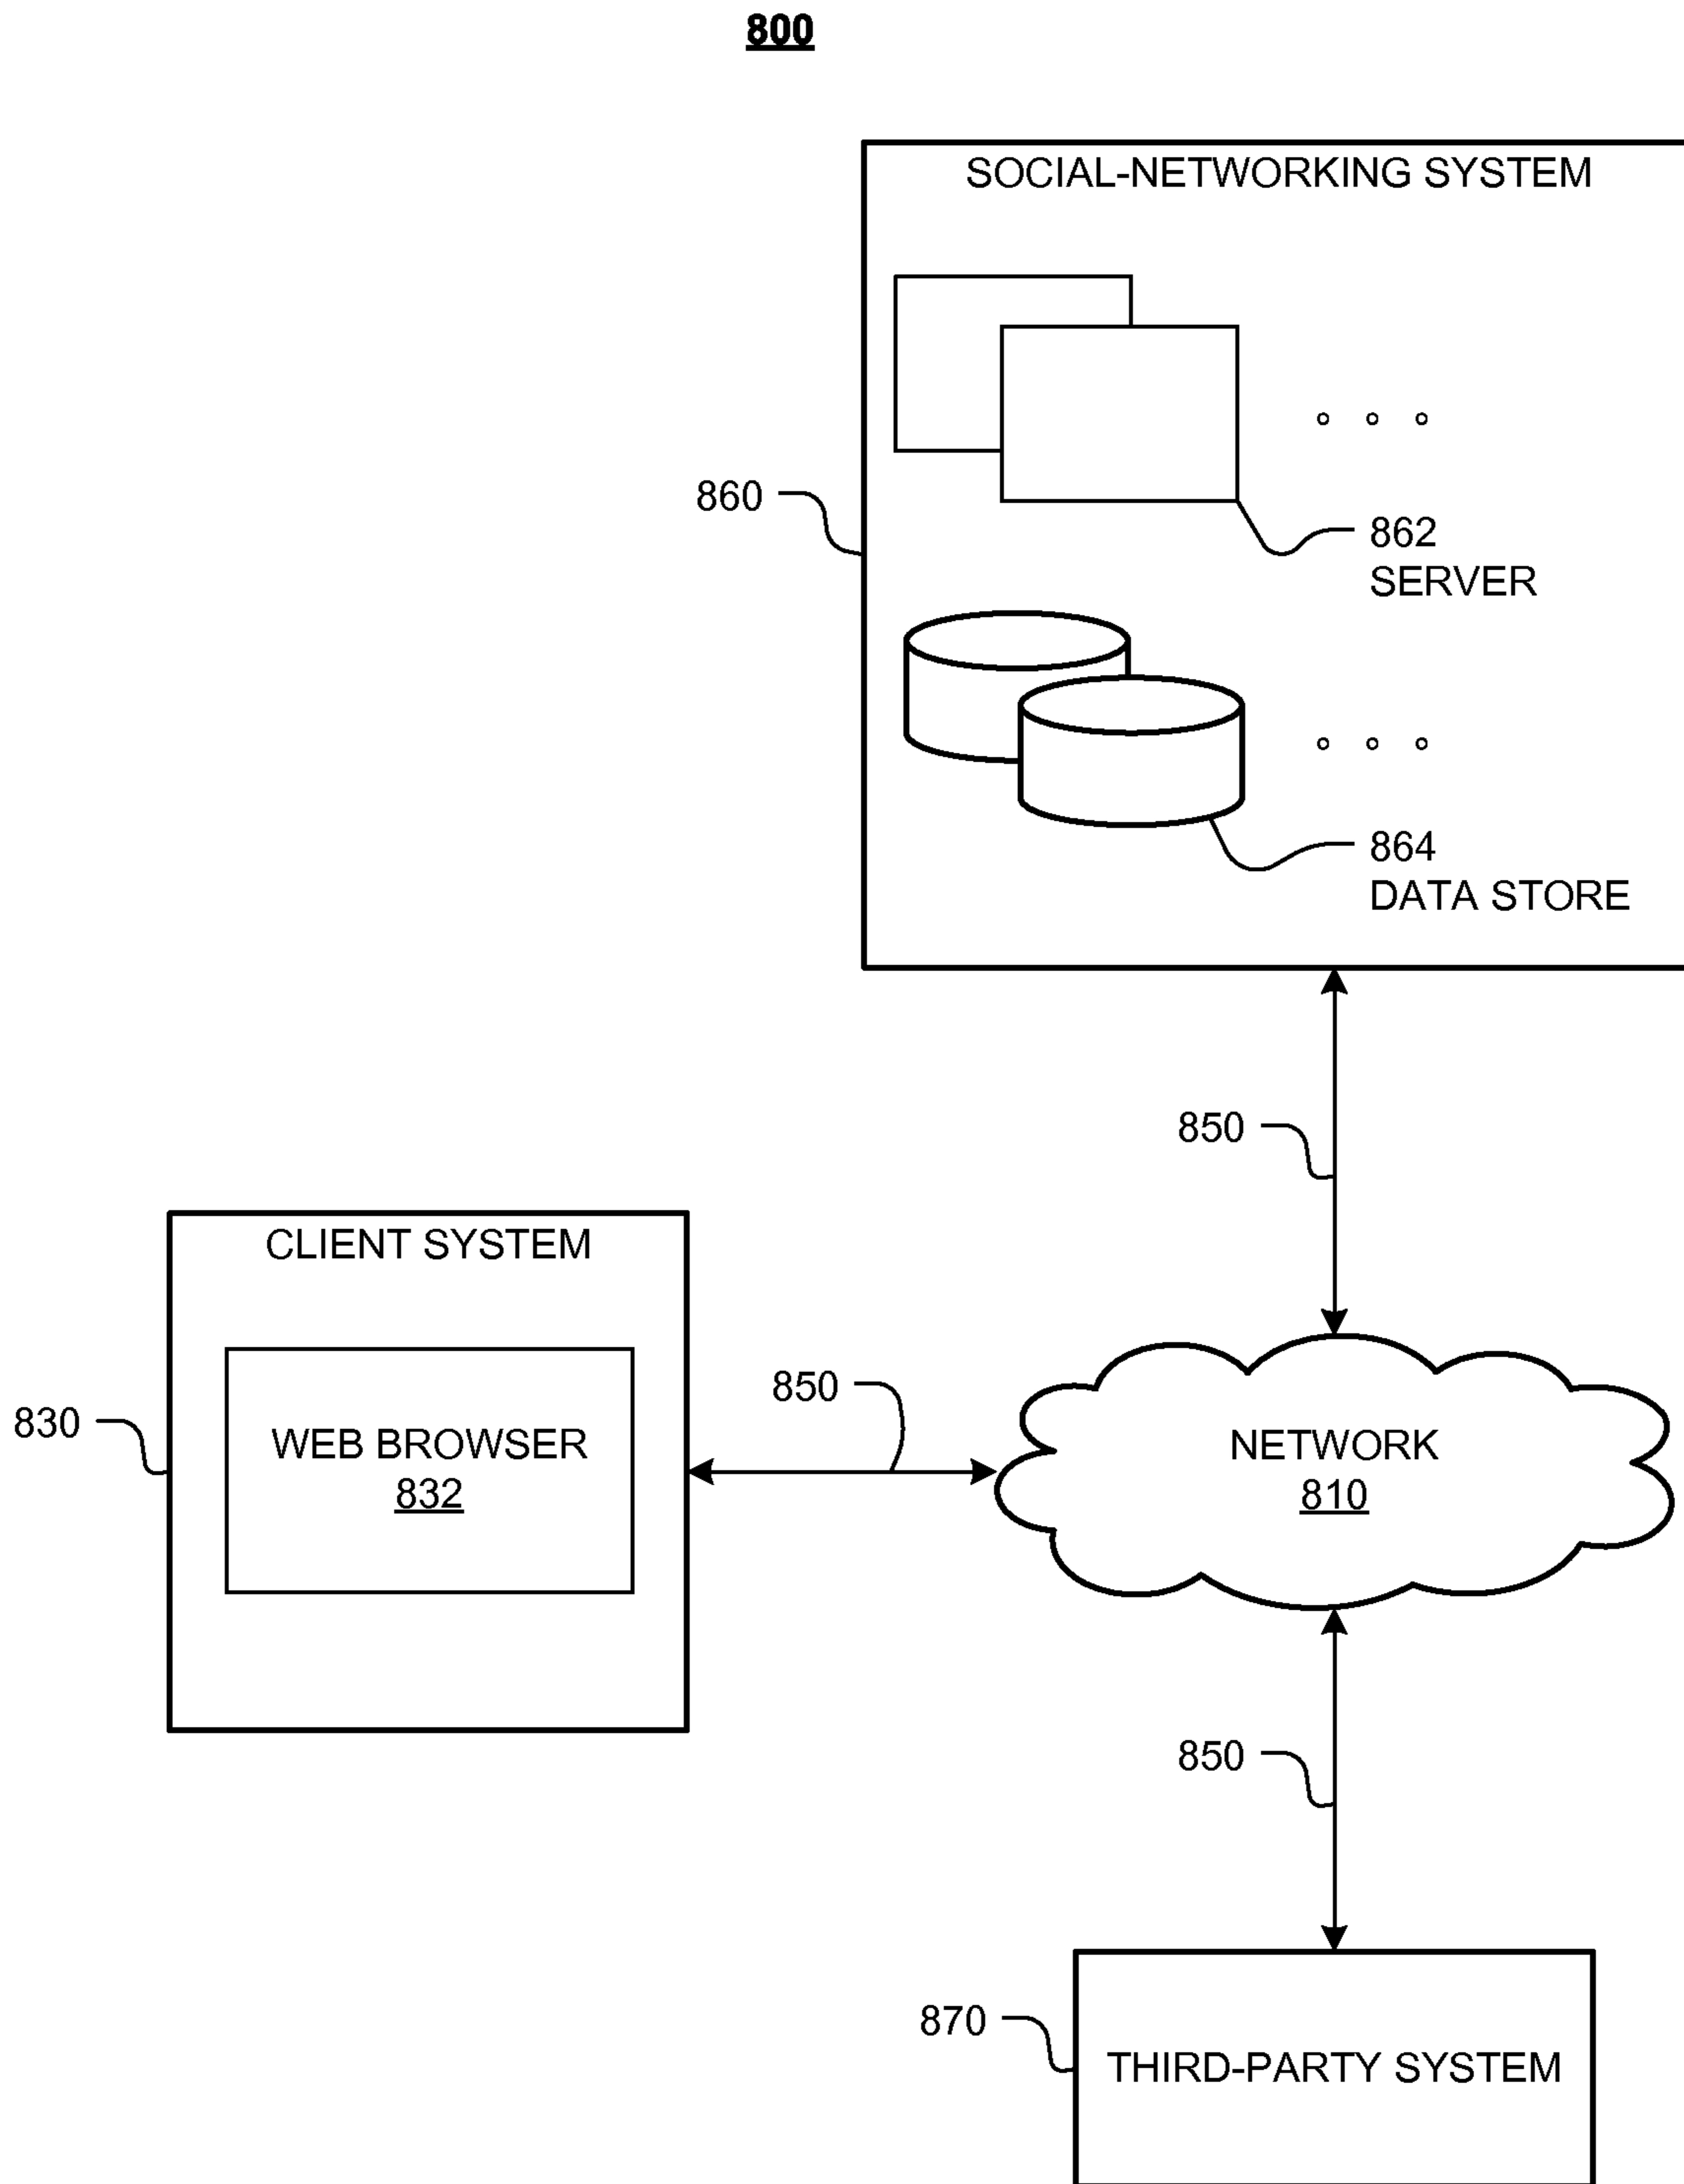 800
SOCIAL-NETWORKING SYSTEM
860
862
SERVER
864
DATA STORE
850
CLIENT SYSTEM
830
WEB BROWSER
832
850
NETWORK
810
850
870
THIRD-PARTY SYSTEM